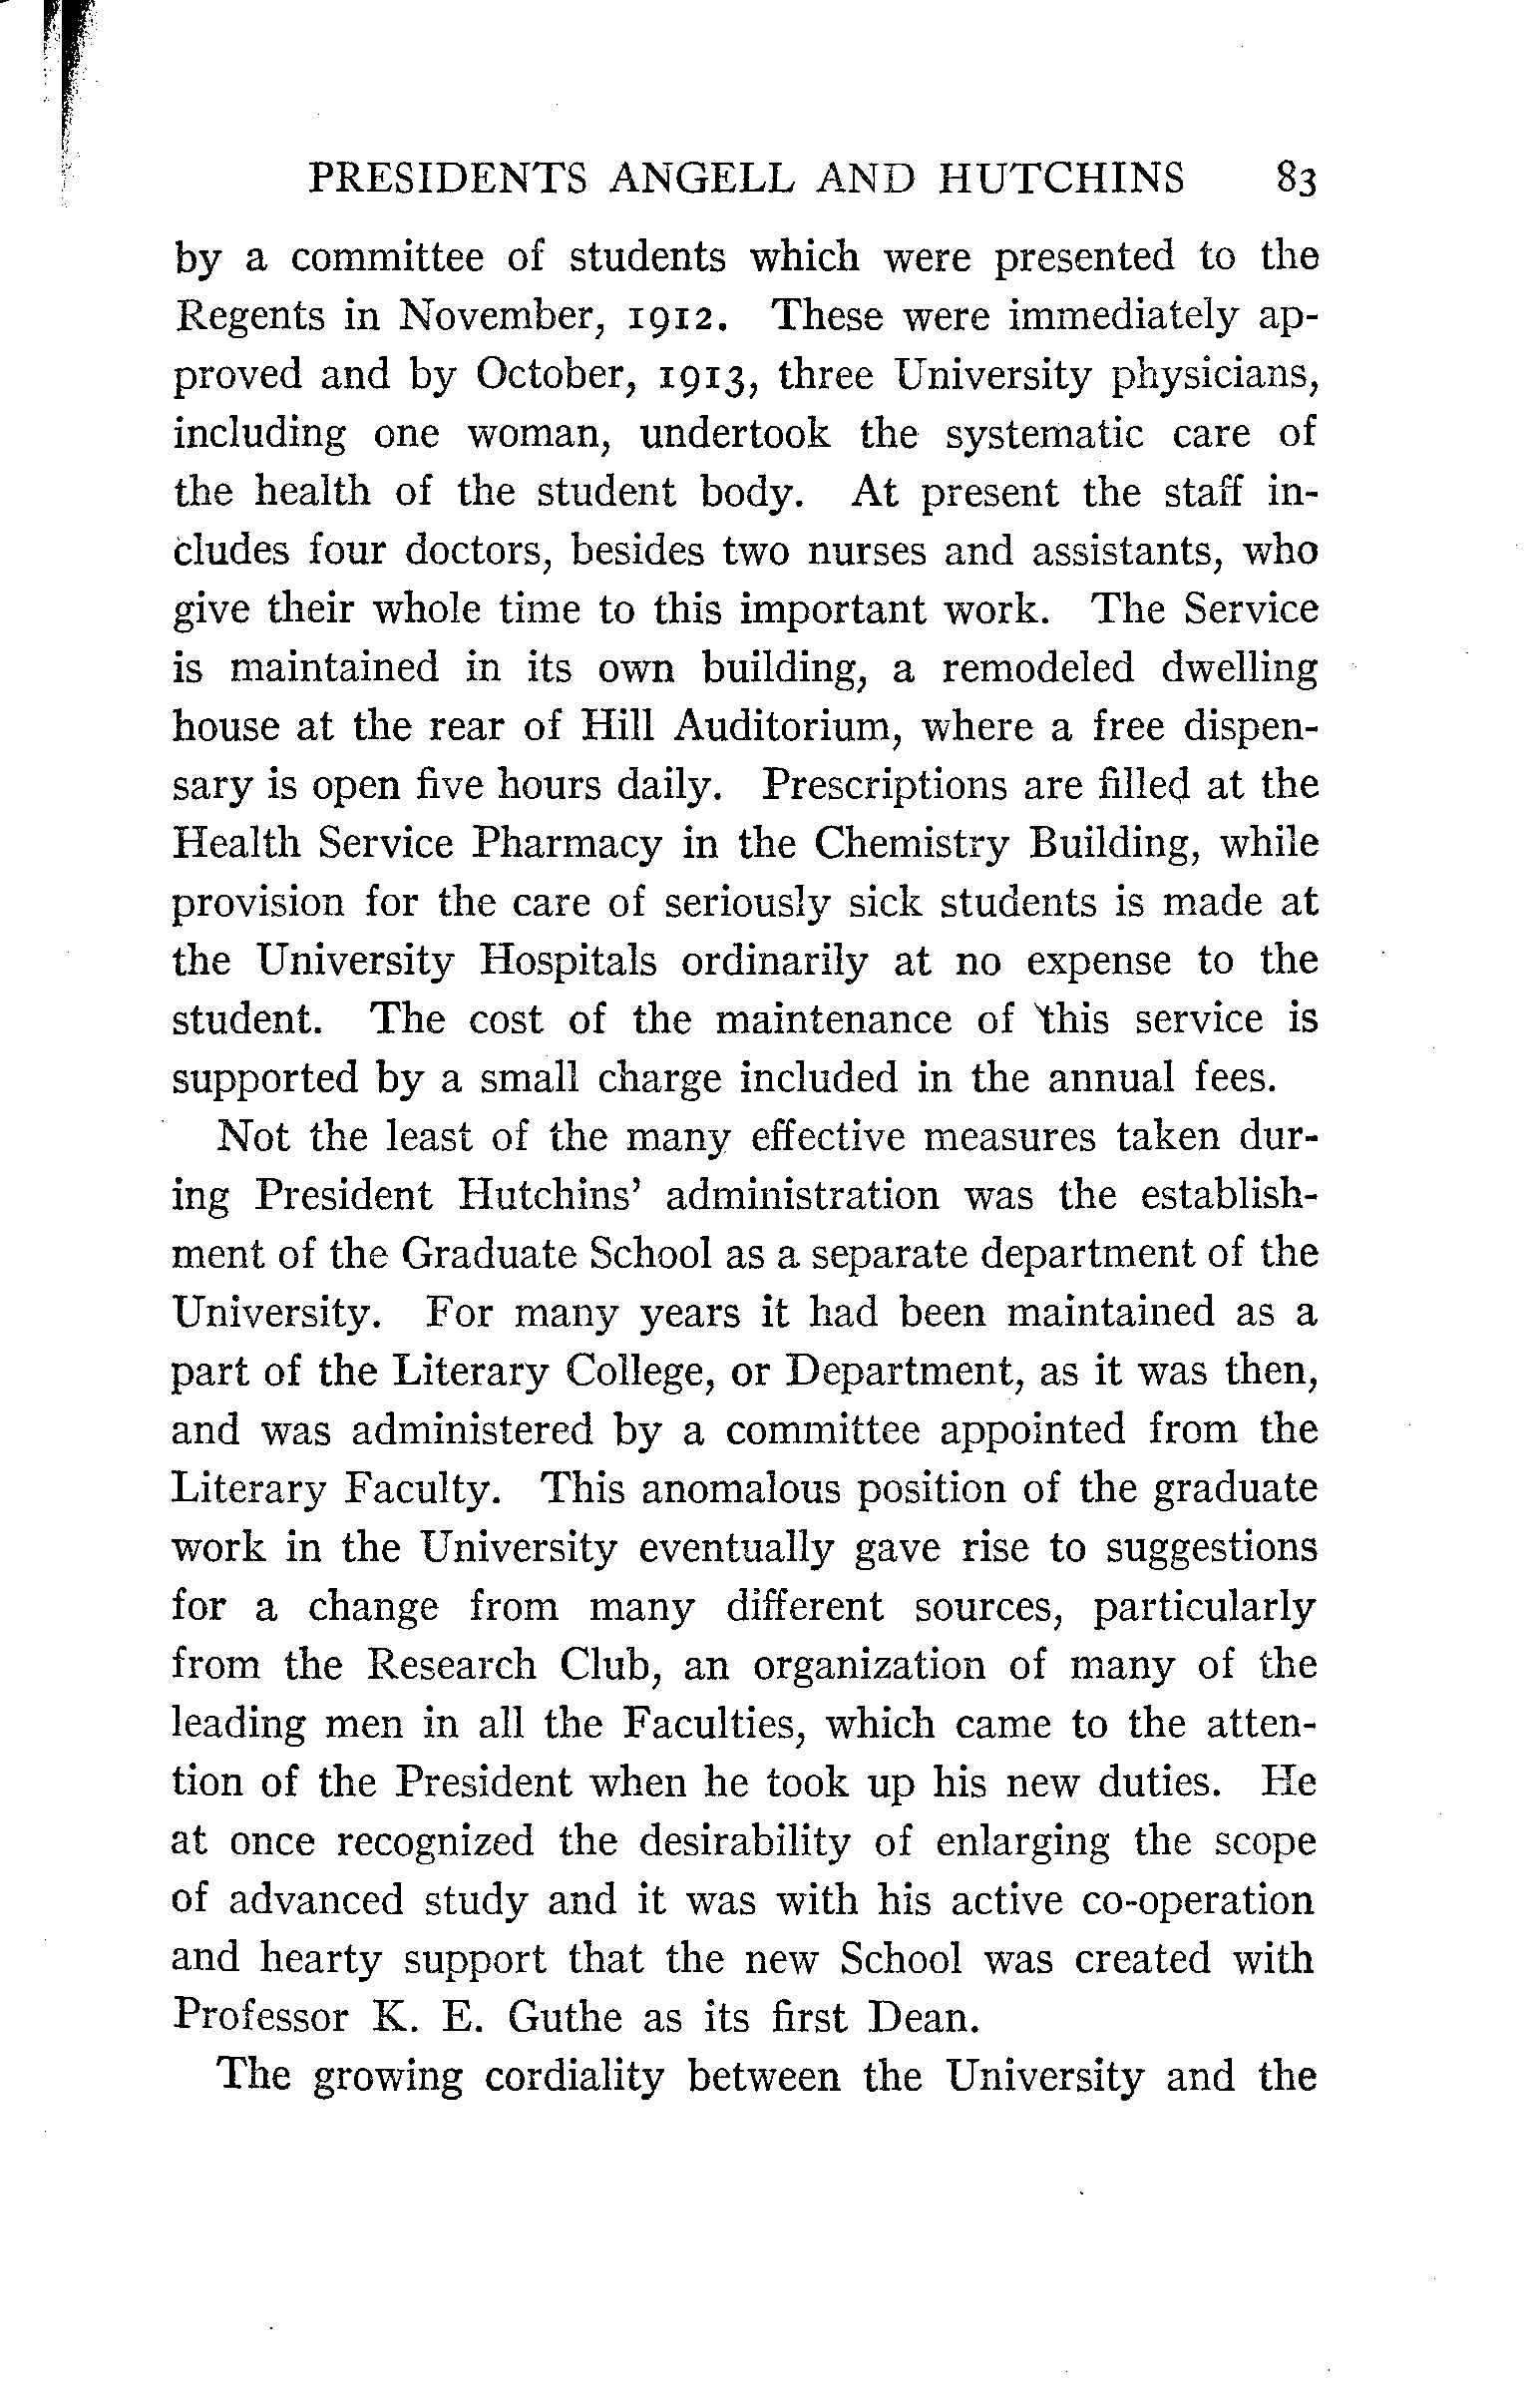 PRESIDENTS ANGELL AND HUTCHINS 83
by a committee of students which were presented to the
Regents in November, 1912. These were immediately ap-
proved and by October, 1913, three University physicians,
including one woman, undertook the systematic care of
the health of the student body. At present the staff in-
cludes four doctors, besides two nurses and assistants, who
give their whole time to this important work. The Service
is maintained in its own building, a remodeled dwelling
house at the rear of Hill Auditorium, where a free dispen-
sary is open five hours daily. Prescriptions are filled at the
Health Service Pharmacy in the Chemistry Building, while
provision for the care of seriously sick students is made at
the University Hospitals ordinarily at no expense to the
student. The cost of the maintenance of this service is
supported by a small charge included in the annual fees.
Not the least of the many effective measures taken dur-
ing President Hutchins' administration was the establish-
ment of the Graduate School as a separate department of the
University. For many years it had been maintained as a
part of the Literary College, or Department, as it was then,
and was administered by a committee appointed from the
Literary Faculty. This anomalous position of the graduate
work in the University eventually gave rise to suggestions
for a change from many different sources, particularly
from the Research Club, an organization of many of the
leading men in all the Faculties, which came to the atten-
tion of the President when he took up his new duties. He
at once recognized the desirability of enlarging the scope
of advanced study and it was with his active co-operation
and hearty support that the new School was created with
Professor K. E. Guthe as its first Dean.
The growing cordiality between the University and the